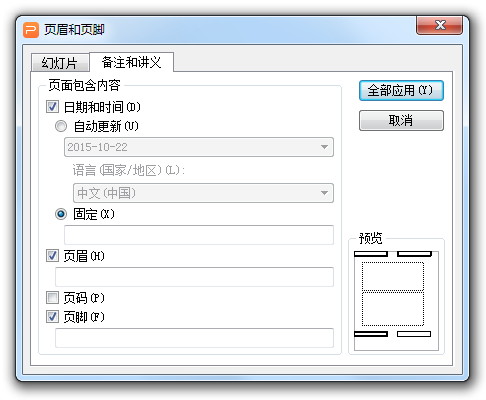 页眉和页脚
幻灯片
备注和讲义
页面包含内容
全部应用(Y)
日期和时间(D)
取消
自动更新(U)
2015-10-22
语言(国家/地区)(L):
中文(中国)
固定(X)
预览
页眉(H)
页码(P)
页脚(F)